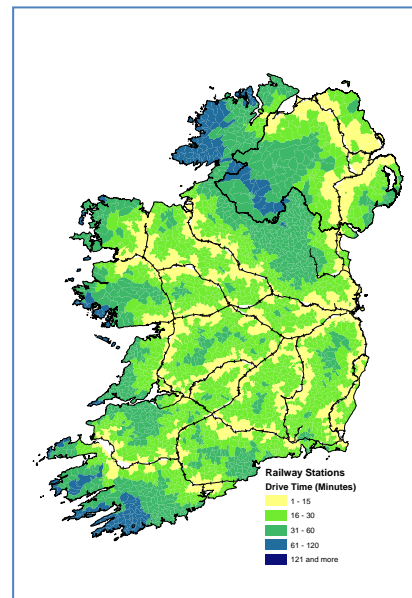 Railway Stations
Drive Time (Minutes)
1 - 15
16 - 30
31 - 60
61 - 120
121 and more